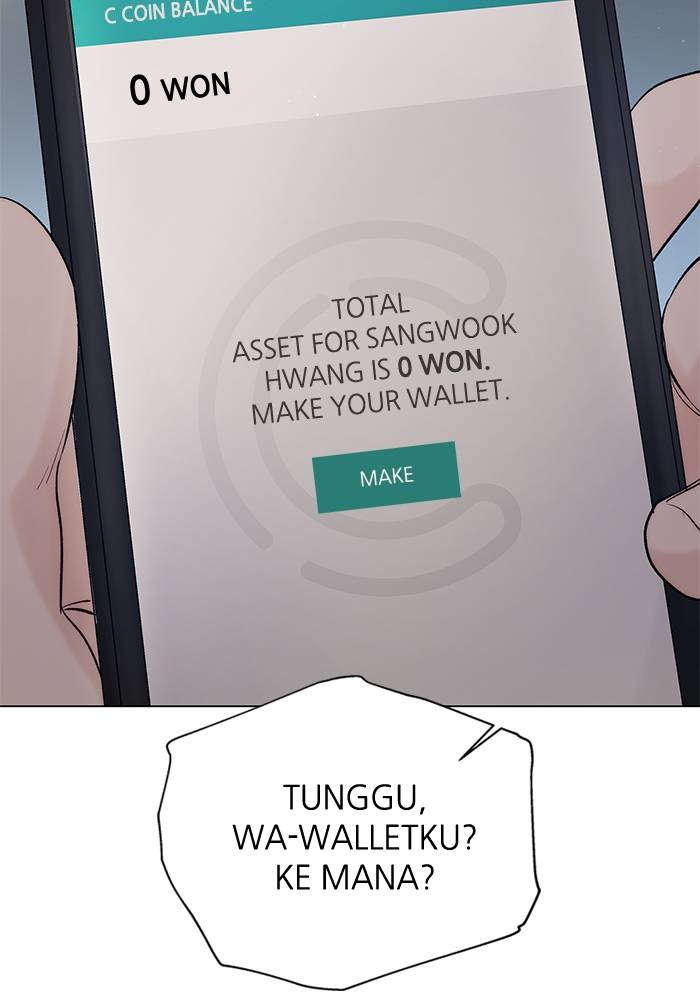 C COIN BALANCE
0 WON
TOTAL
ASSET FOR SANGWOOK
HWANG IS 0 WON.
MAKE YOUR WALLET.
MAKE
TUNGGU,
WA-WALLETKU?
KE MANA?